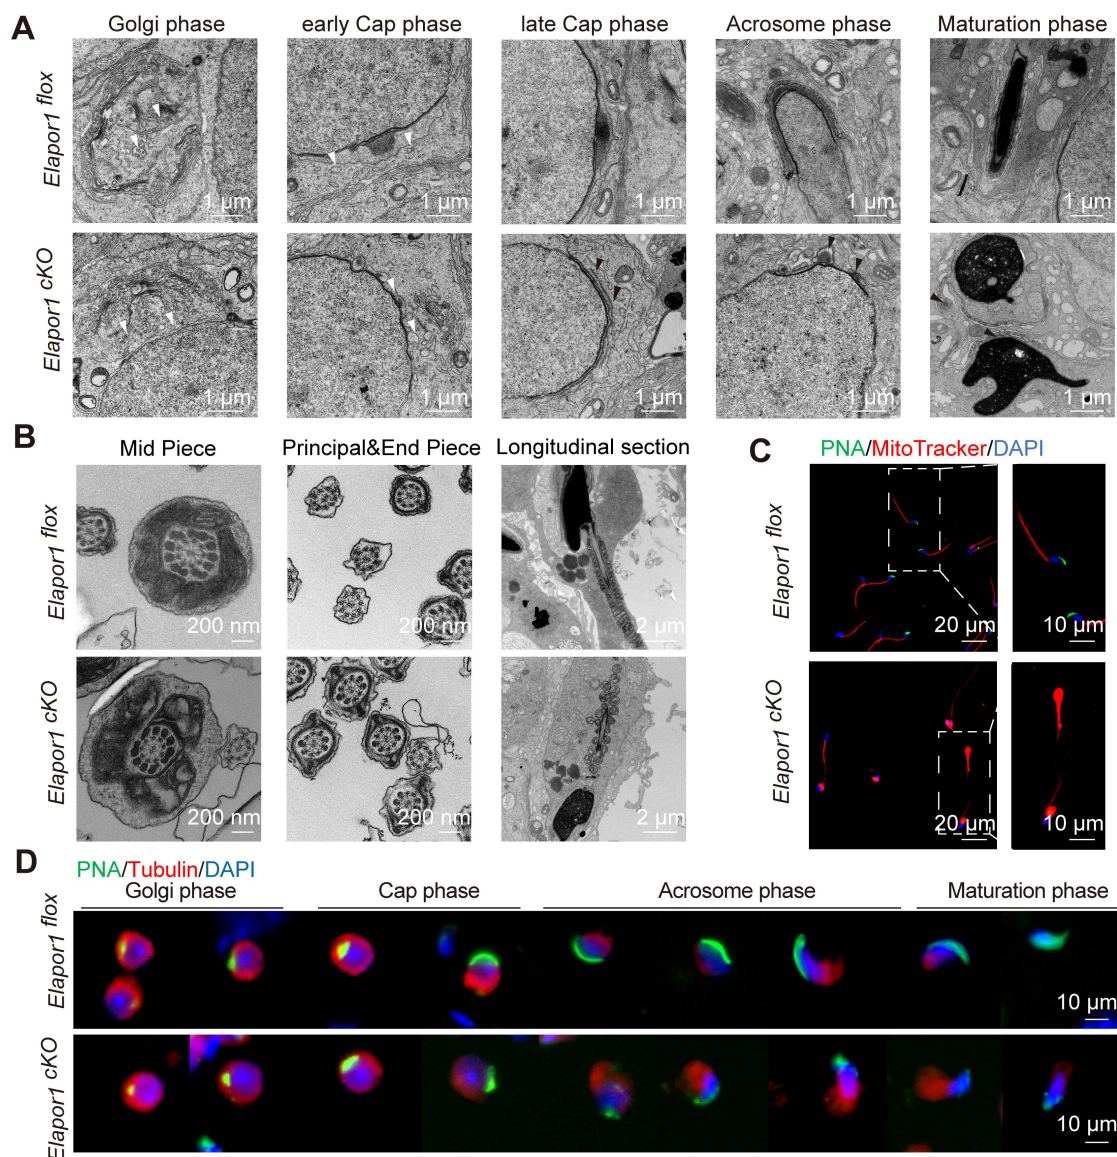 A
Golgi phase
early Cap phase
late Cap phase
Acrosome phase
Maturation phase
Elapor1 flox
1 μm
1 μm
1 μm
1 μm
1 μm
Elapor1 cKO
1 μm
1 μm
1 μm
1 μm
1 μm
B
Mid Piece
Principal&End Piece
Longitudinal section
Elapor1 flox
200 nm
200 nm
2 μm
Elapor1 cKO
200 nm
200 nm
2 μm
C
PNA/MitoTracker/DAPI
Elapor1 flox
20 μm
10 μm
Elapor1 cKO
20 μm
10 μm
D
PNA/Tubulin/DAPI
Golgi phase
Cap phase
Acrosome phase
Maturation phase
Elapor1 flox
10 μm
Elapor1 cKO
10 μm